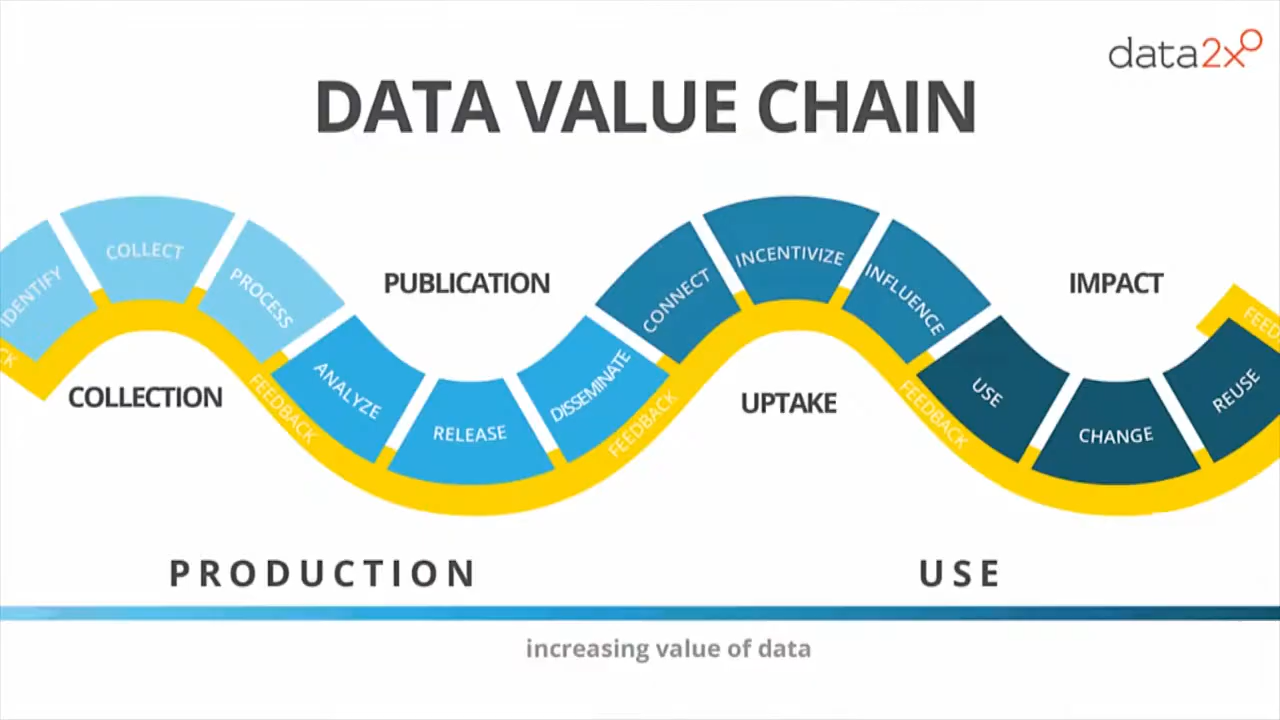 data2x
DATA VALUE CHAIN
IDENTIFY
COLLECT
PROCESS
ANALYZE
RELEASE
DISSEMINATE
CONNECT
INCENTIVIZE
INFLUENCE
USE
CHANGE
REUSE
CK
FEEDBACK
FEEDBACK
FEEDBACK
FEED
COLLECTION
PUBLICATION
UPTAKE
IMPACT
PRODUCTION
USE
increasing value of data